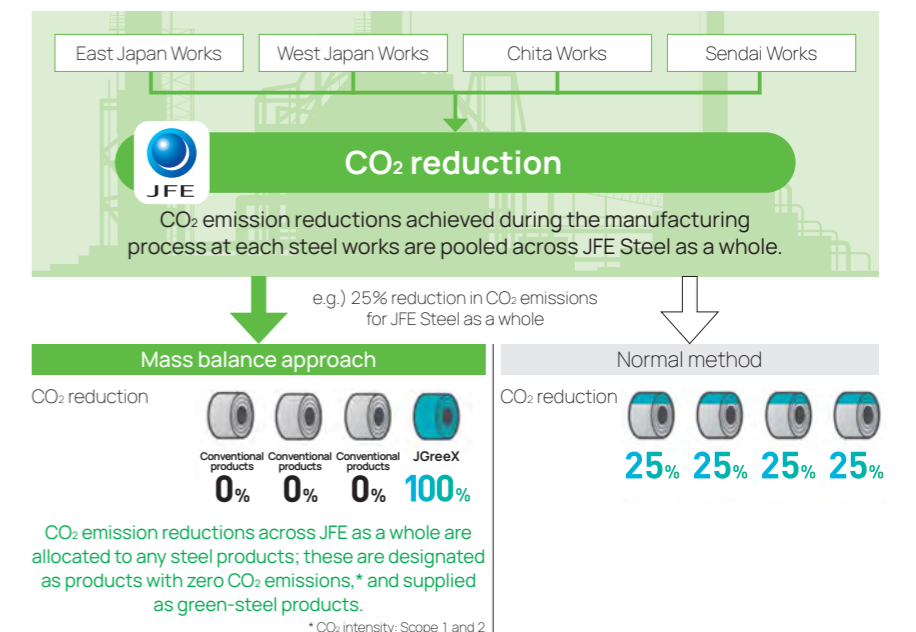 East Japan Works
West Japan Works
Chita Works
Sendai Works
JFE
CO₂ reduction
CO₂ emission reductions achieved during the manufacturing
process at each steel works are pooled across JFE Steel as a whole.
e.g.) 25% reduction in CO₂ emissions
for JFE Steel as a whole
Mass balance approach
CO₂ reduction
Conventional products
0%
Conventional products
0%
Conventional products
0%
JGreeX
100%
CO₂ emission reductions across JFE as a whole are
allocated to any steel products; these are designated
as products with zero CO₂ emissions,* and supplied
as green-steel products.
* CO₂ intensity: Scope 1 and 2
Normal method
CO₂ reduction
25% 25% 25% 25%